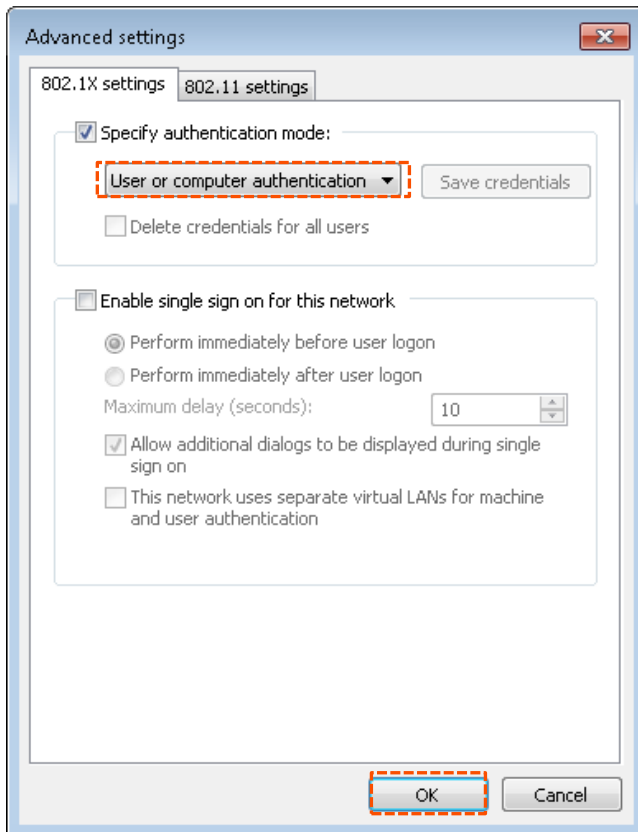 Advanced settings
802.1X settings
802.11 settings
Specify authentication mode:
User or computer authentication
Save credentials
Delete credentials for all users
Enable single sign on for this network
Perform immediately before user logon
Perform immediately after user logon
Maximum delay (seconds):
10
Allow additional dialogs to be displayed during single
sign on
This network uses separate virtual LANs for machine
and user authentication
OK
Cancel